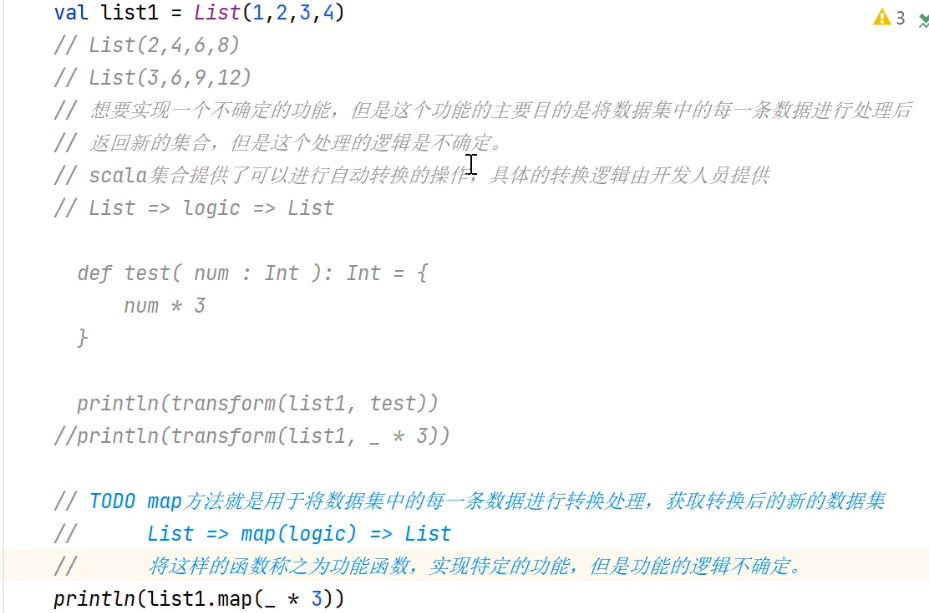 val list1 = List(1,2,3,4)
3
// List(2,4,6,8)
// List(3,6,9,12)
// 想要实现一个不确定的功能，但是这个功能的主要目的是将数据集中的每一条数据进行处理后
// 返回新的集合，但是这个处理的逻辑是不确定。
// scala集合提供了可以进行自动转换的操作，具体的转换逻辑由开发人员提供
// List => logic => List
def test( num : Int ): Int = {
num * 3
}
println(transform(list1, test))
//println(transform(list1, _ * 3))
// TODO map方法就是用于将数据集中的每一条数据进行转换处理，获取转换后的新的数据集
// List => map(logic) => List
// 将这样的函数称之为功能函数，实现特定的功能，但是功能的逻辑不确定。
println(list1.map(_ * 3))